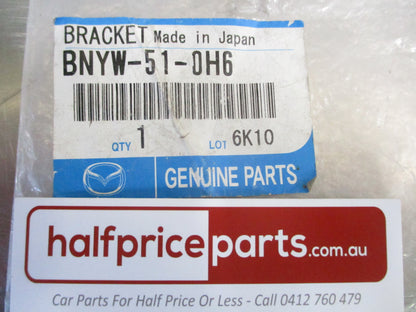 BRACKET Made in Japan
BNYW-51-0H6
QTY 1 LOT 6K10
GENUINE PARTS
halfpriceparts.com.au
Car Parts For Half Price Or Less - Call 0412 760 479